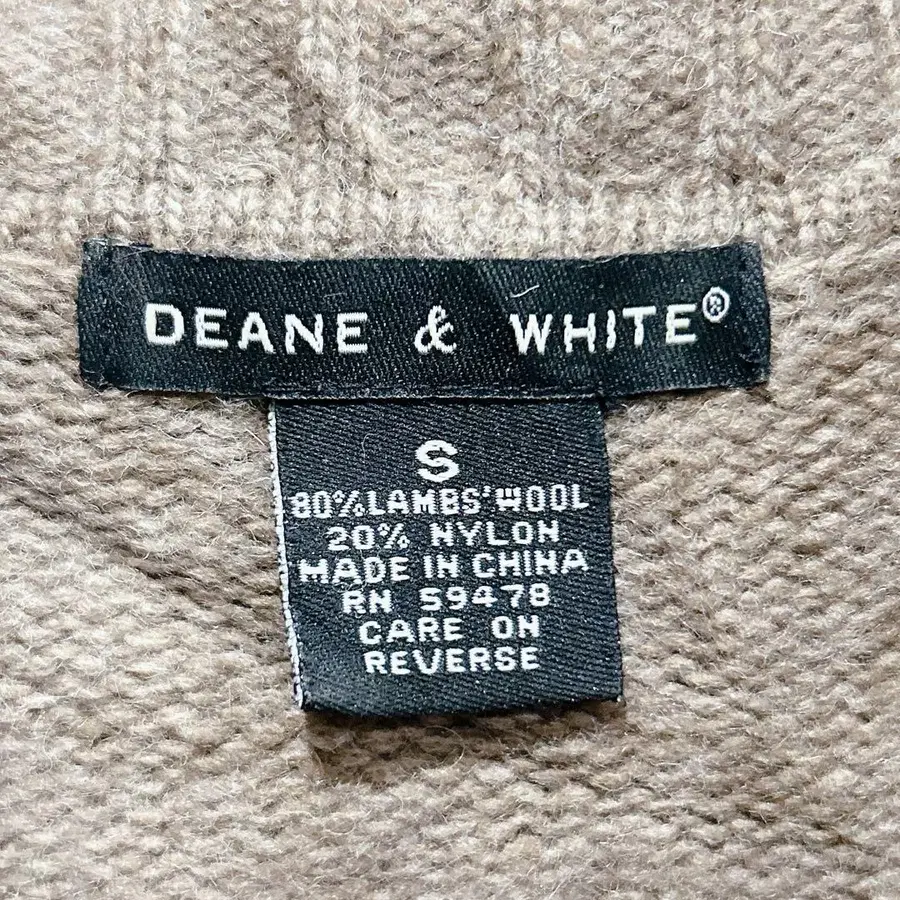 DEANE & WHITE®
S
80% LAMBS' WOOL
20% NYLON
MADE IN CHINA
RN 59478
CARE ON
REVERSE